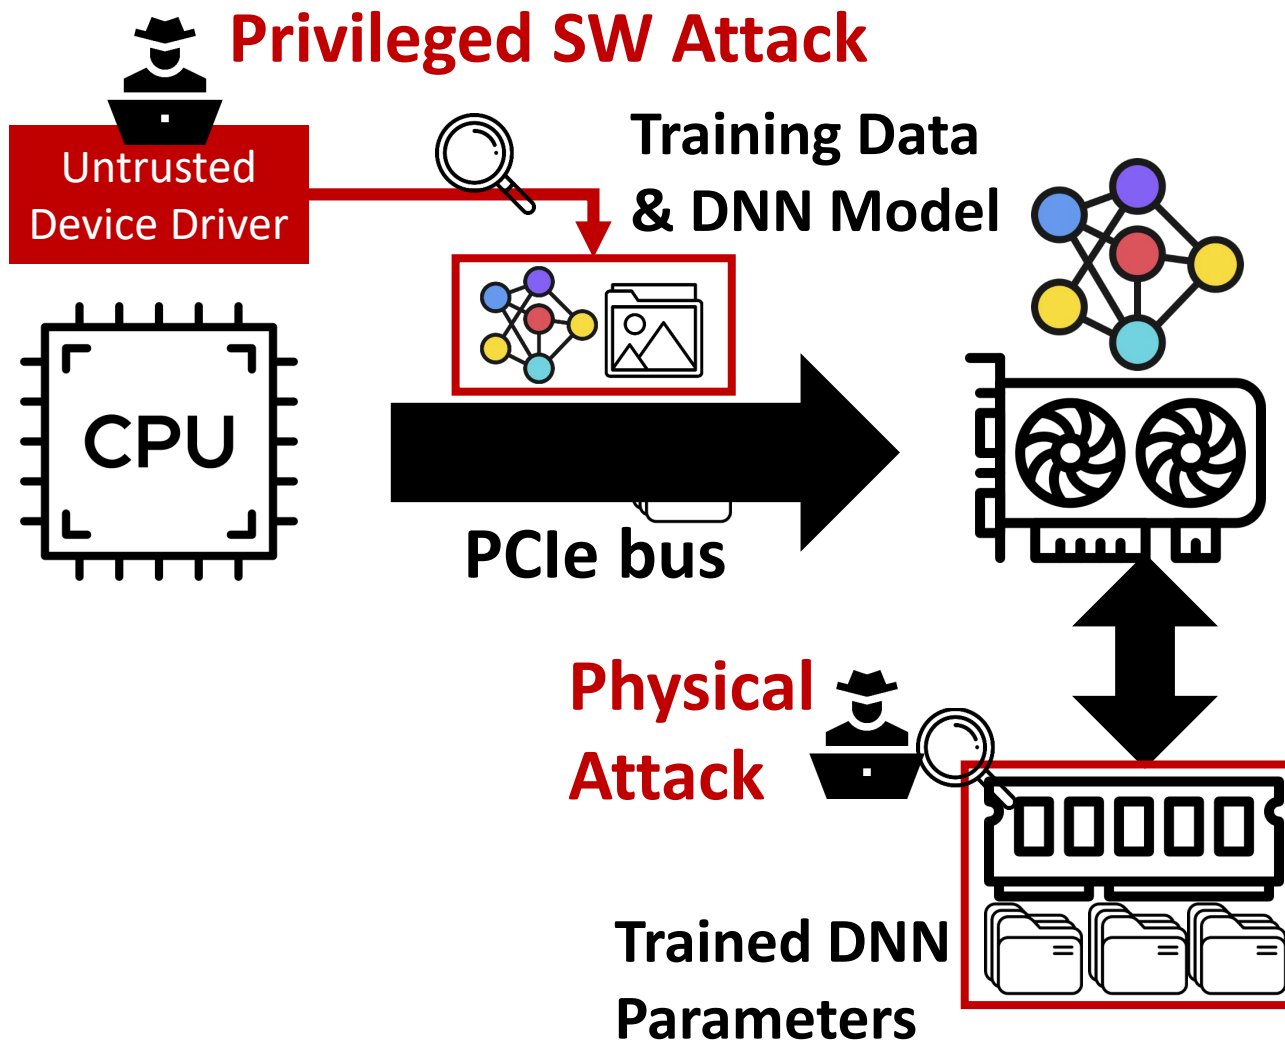 Privileged SW Attack
Untrusted
Device Driver
Training Data
& DNN Model
CPU
PCIe bus
Physical
Attack
Trained DNN
Parameters